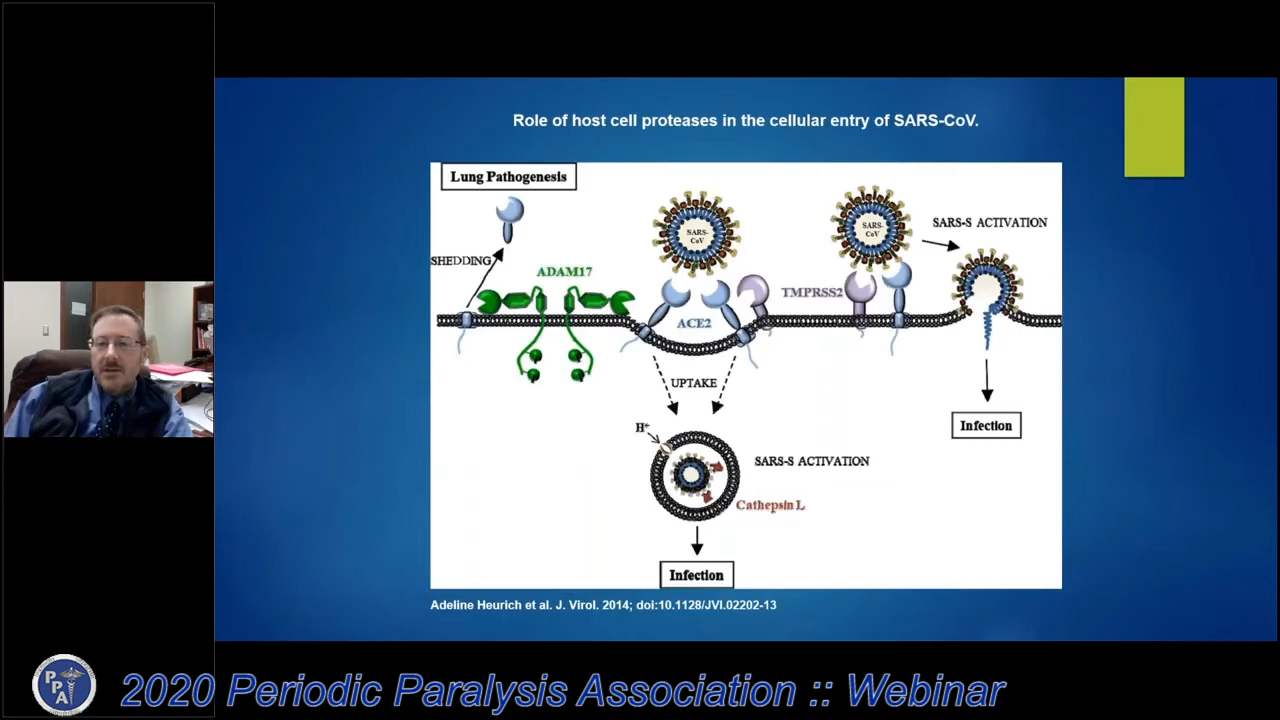 Role of host cell proteases in the cellular entry of SARS-CoV.
Lung Pathogenesis
SHEDDING
ADAM17
SARS-
CoV
ACE2
TMPRSS2
SARS-
CoV
SARS-S ACTIVATION
Infection
UPTAKE
H+
SARS-S ACTIVATION
Cathepsin L
Infection
Adeline Heurich et al. J. Virol. 2014; doi:10.1128/JVI.02202-13
PPA
2020 Periodic Paralysis Association :: Webinar